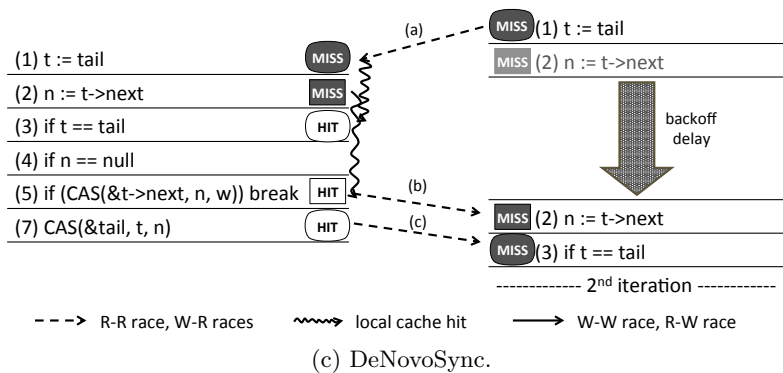 (a)
MISS (1) t := tail
(1) t := tail MISS
MISS (2) n := t->next
(2) n := t->next MISS
(3) if t == tail HIT
backoff
delay
(4) if n == null
(5) if (CAS(&t->next, n, w)) break HIT
(b)
MISS (2) n := t->next
(7) CAS(&tail, t, n) HIT
(c)
MISS (3) if t == tail
------------- 2nd iteration ------------
R-R race, W-R races local cache hit W-W race, R-W race
(c) DeNovoSync.